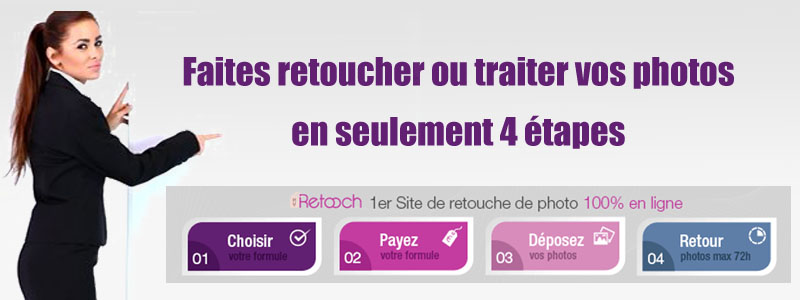 Faites retoucher ou traiter vos photos
en seulement 4 étapes
Retooch 1er Site de retouche de photo 100% en ligne
01 Choisir
votre formule
02 Payez
votre formule
03 Déposez
vos photos
04 Retour
photos max 72h